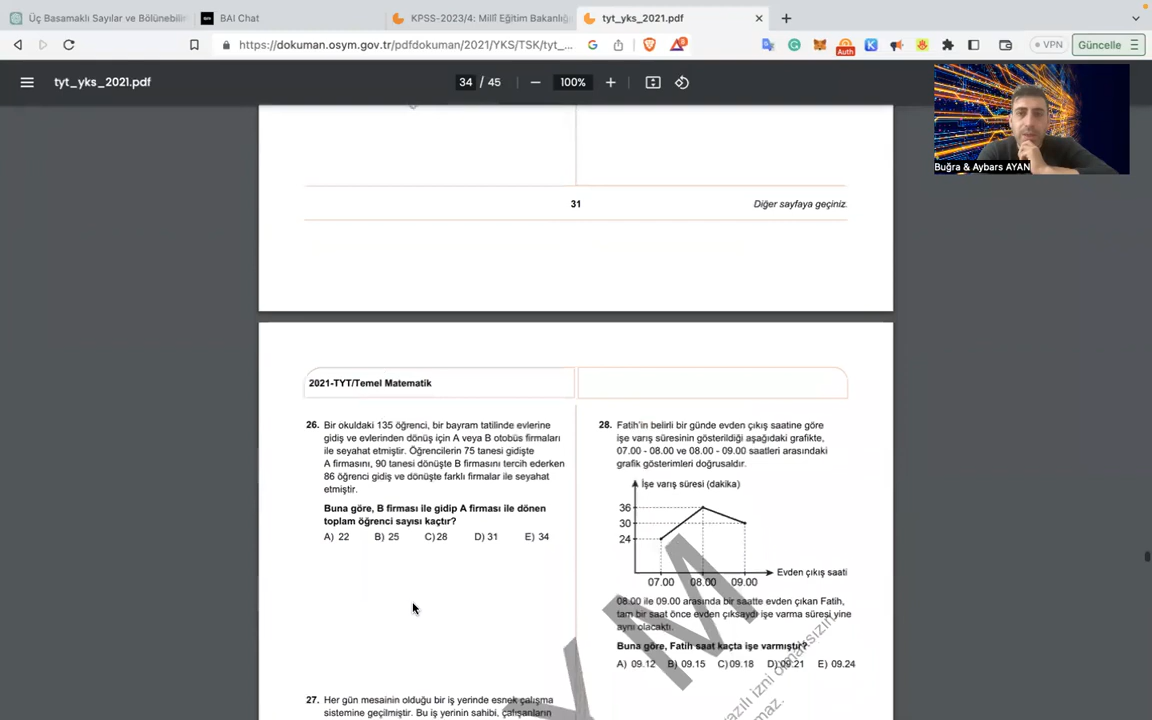 Üç Basamaklı Sayılar ve Bölünebilir
BAI Chat
KPSS-2023/4: Millî Eğitim Bakanlığı
tyt_yks_2021.pdf
https://dokuman.osym.gov.tr/pdfdokuman/2021/YKS/TSK/tyt_...
Auth
VPN
Güncelle
tyt_yks_2021.pdf
34 / 45
100%
Buğra & Aybars AYAN
31
Diğer sayfaya geçiniz.
2021-TYT/Temel Matematik
26. Bir okuldaki 135 öğrenci, bir bayram tatilinde evlerine
gidiş ve evlerinden dönüş için A veya B otobüs firmaları
ile seyahat etmiştir. Öğrencilerin 75 tanesi gidişte
A firmasını, 90 tanesi dönüşte B firmasını tercih ederken
86 öğrenci gidiş ve dönüşte farklı firmalar ile seyahat
etmiştir.
Buna göre, B firması ile gidip A firması ile dönen
toplam öğrenci sayısı kaçtır?
A) 22 B) 25 C) 28 D) 31 E) 34
27. Her gün mesainin olduğu bir iş yerinde esnek çalışma
sistemine geçilmiştir. Bu iş yerinin sahibi, çalışanların
28. Fatih'in belirli bir günde evden çıkış saatine göre
işe varış süresinin gösterildiği aşağıdaki grafikte,
07.00 - 08.00 ve 08.00 - 09.00 saatleri arasındaki
grafik gösterimleri doğrusaldır.
İşe varış süresi (dakika)
36
30
24
07.00 08.00 09.00
Evden çıkış saati
08.00 ile 09.00 arasında bir saatte evden çıkan Fatih,
tam bir saat önce evden çıksaydı işe varma süresi yine
aynı olacaktı.
Buna göre, Fatih saat kaçta işe varmıştır?
A) 09.12 B) 09.15 C) 09.18 D) 09.21 E) 09.24
Y M
yazılı izni olmaksızın
maz.